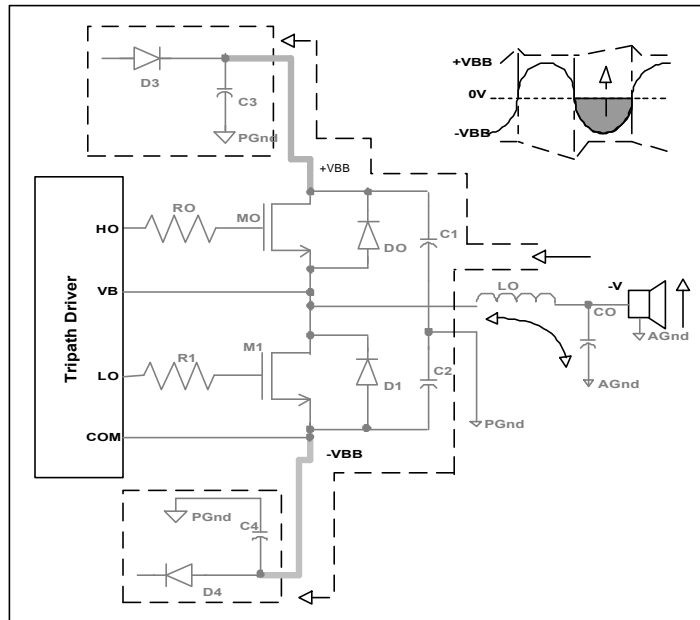 +VBB
0V
-VBB
D3
C3
PGnd
+VBB
Tripath Driver
HO
RO
MO
DO
C1
VB
LO
-V
CO
AGnd
AGnd
LO
R1
M1
D1
C2
PGnd
COM
-VBB
PGnd
C4
D4